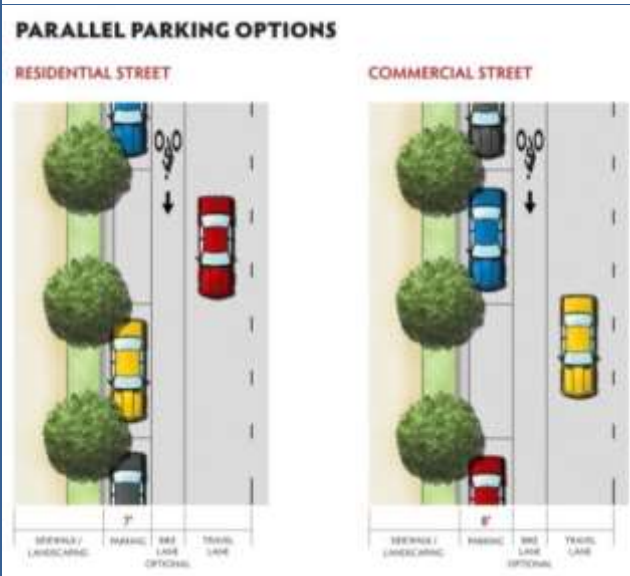 PARALLEL PARKING OPTIONS
RESIDENTIAL STREET
COMMERCIAL STREET
7'
SIDEWALK /
LANDSCAPING
PARKING
BIKE
LANE
OPTIONAL
TRAVEL
LANE
8'
SIDEWALK /
LANDSCAPING
PARKING
BIKE
LANE
OPTIONAL
TRAVEL
LANE